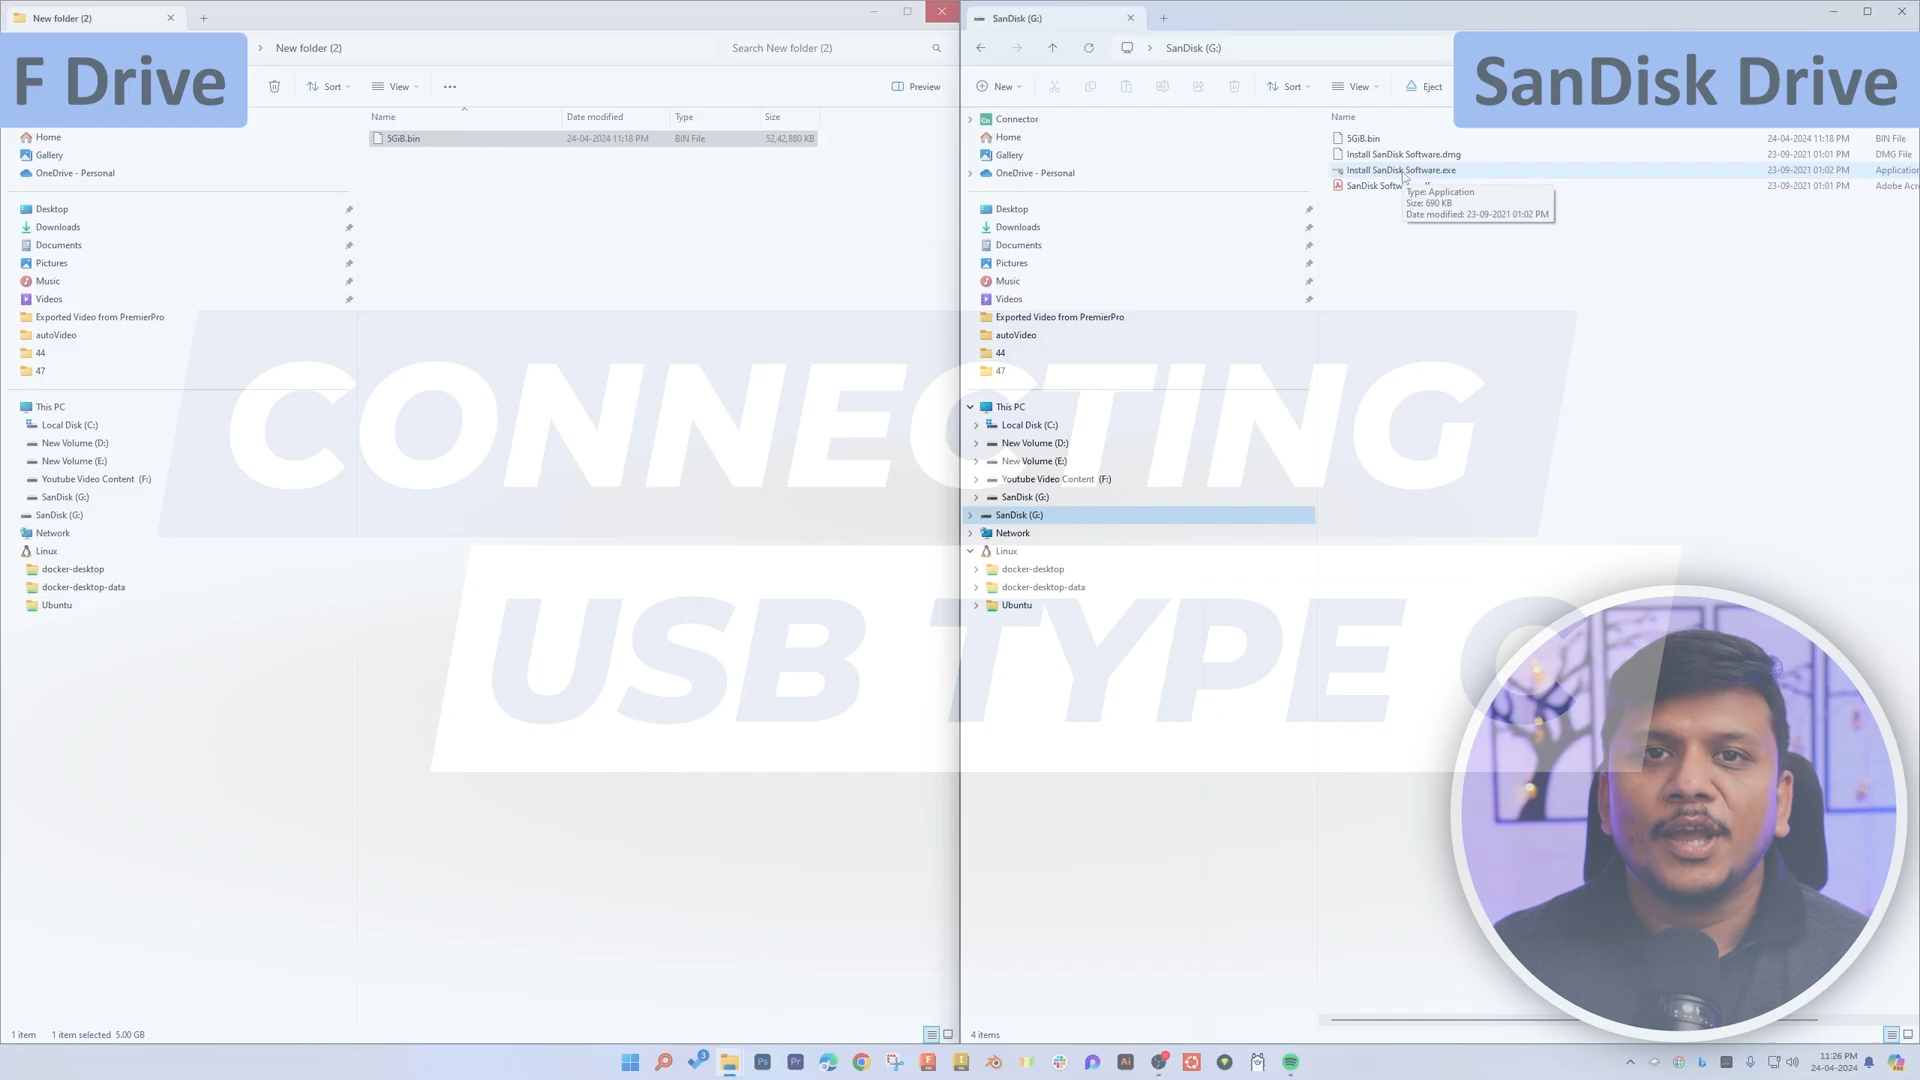 New folder (2)
F Drive
New folder (2)
Search New folder (2)
Sort
View
Preview
Name
Date modified
Type
Size
5GiB.bin
24-04-2024 11:18 PM
BIN File
52,42,880 KB
Home
Gallery
OneDrive - Personal
Desktop
Downloads
Documents
Pictures
Music
Videos
Exported Video from PremierPro
autoVideo
44
47
This PC
Local Disk (C:)
New Volume (D:)
New Volume (E:)
Youtube Video Content (F:)
SanDisk (G:)
SanDisk (G:)
Network
Linux
docker-desktop
docker-desktop-data
Ubuntu
1 item
1 item selected 5.00 GB
SanDisk (G:)
SanDisk (G:)
SanDisk Drive
New
Sort
View
Eject
Connector
Home
Gallery
OneDrive - Personal
Desktop
Downloads
Documents
Pictures
Music
Videos
Exported Video from PremierPro
autoVideo
44
47
This PC
Local Disk (C:)
New Volume (D:)
New Volume (E:)
Youtube Video Content (F:)
SanDisk (G:)
SanDisk (G:)
Network
Linux
docker-desktop
docker-desktop-data
Ubuntu
Name
5GiB.bin
24-04-2024 11:18 PM
BIN File
Install SanDisk Software.dmg
23-09-2021 01:01 PM
DMG File
Install SanDisk Software.exe
23-09-2021 01:02 PM
Application
SanDisk
23-09-2021 01:01 PM
Adobe Acr
Type: Application
Size: 690 KB
Date modified: 23-09-2021 01:02 PM
CONNECTING
USB TYPE C
4 items
11:26 PM
24-04-2024